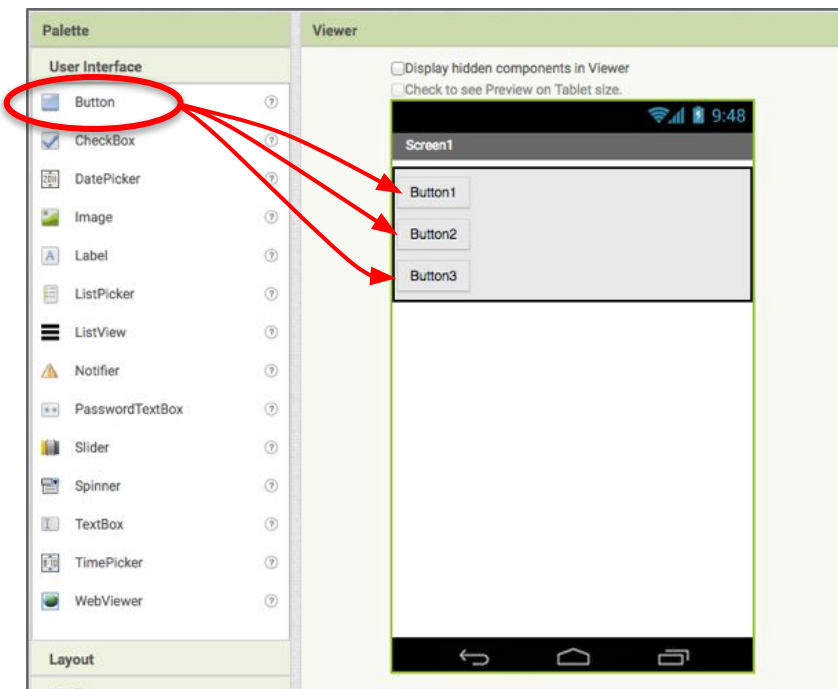 Palette
Viewer
User Interface
Display hidden components in Viewer
Check to see Preview on Tablet size.
Button
CheckBox
DatePicker
Image
Label
ListPicker
ListView
Notifier
PasswordTextBox
Slider
Spinner
TextBox
TimePicker
WebViewer
Layout
9:48
Screen1
Button1
Button2
Button3